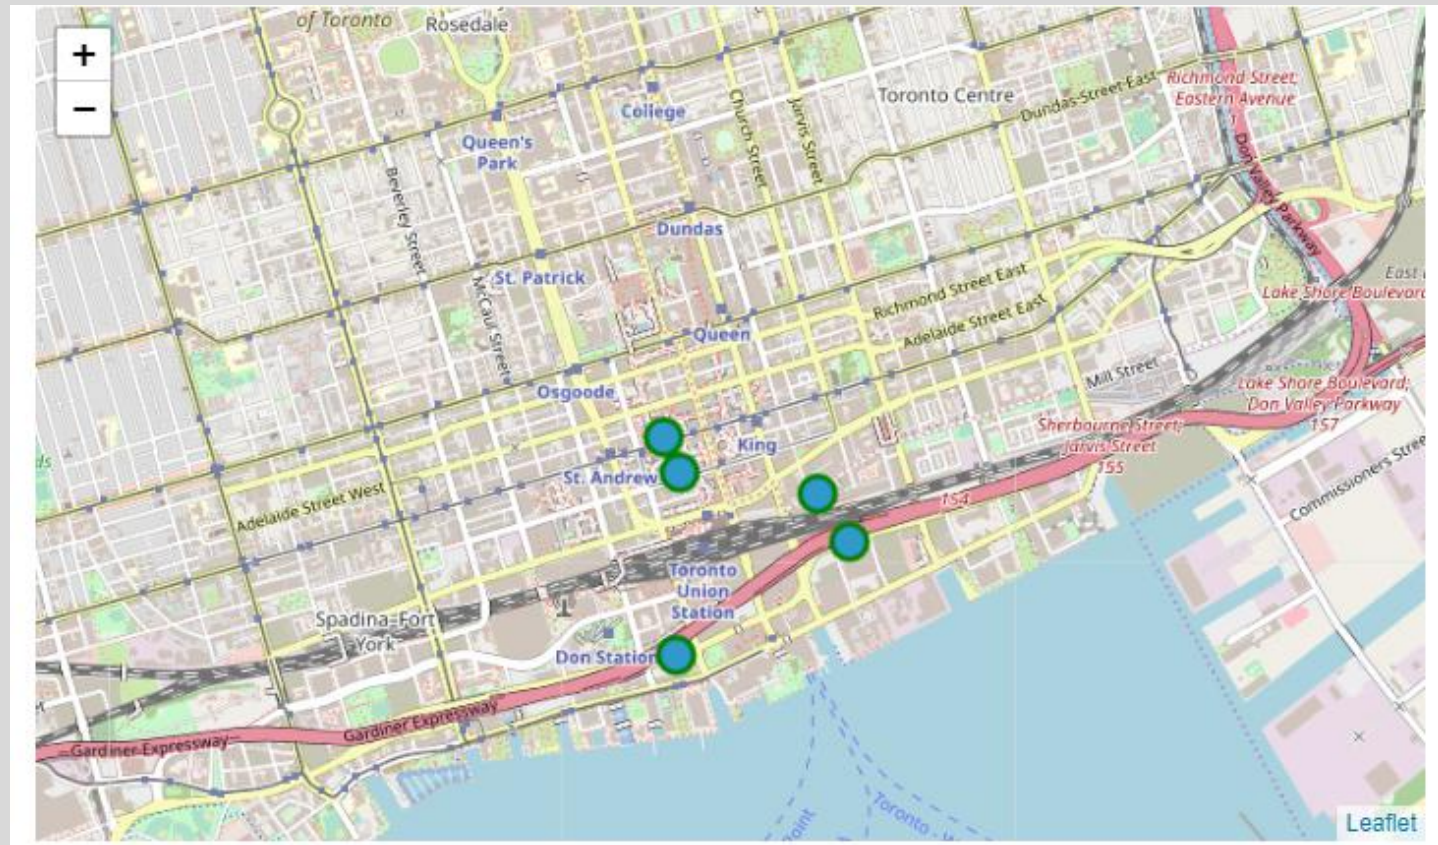 of Toronto
Rosedale
+
−
College
Queen's
Park
Church Street
Jarvis Street
Toronto Centre
Dundas Street East
Richmond Street;
Eastern Avenue
Don Valley Parkway
Beverley Street
Dundas
St. Patrick
McCaul Street
Richmond Street East
Adelaide Street East
Queen
Osgoode
Mill Street
Lake Shore Boulevard;
Don Valley Parkway
157
East
Lake Shore Boulevard
King
St. Andrew
Sherbourne Street;
Jarvis Street
155
154
Adelaide Street West
Commissioners Stree
Toronto
Union
Station
Spadina–Fort
York
Don Station
Gardiner Expressway
Gardiner Expressway
ds
Toronto - W
oint
Leaflet